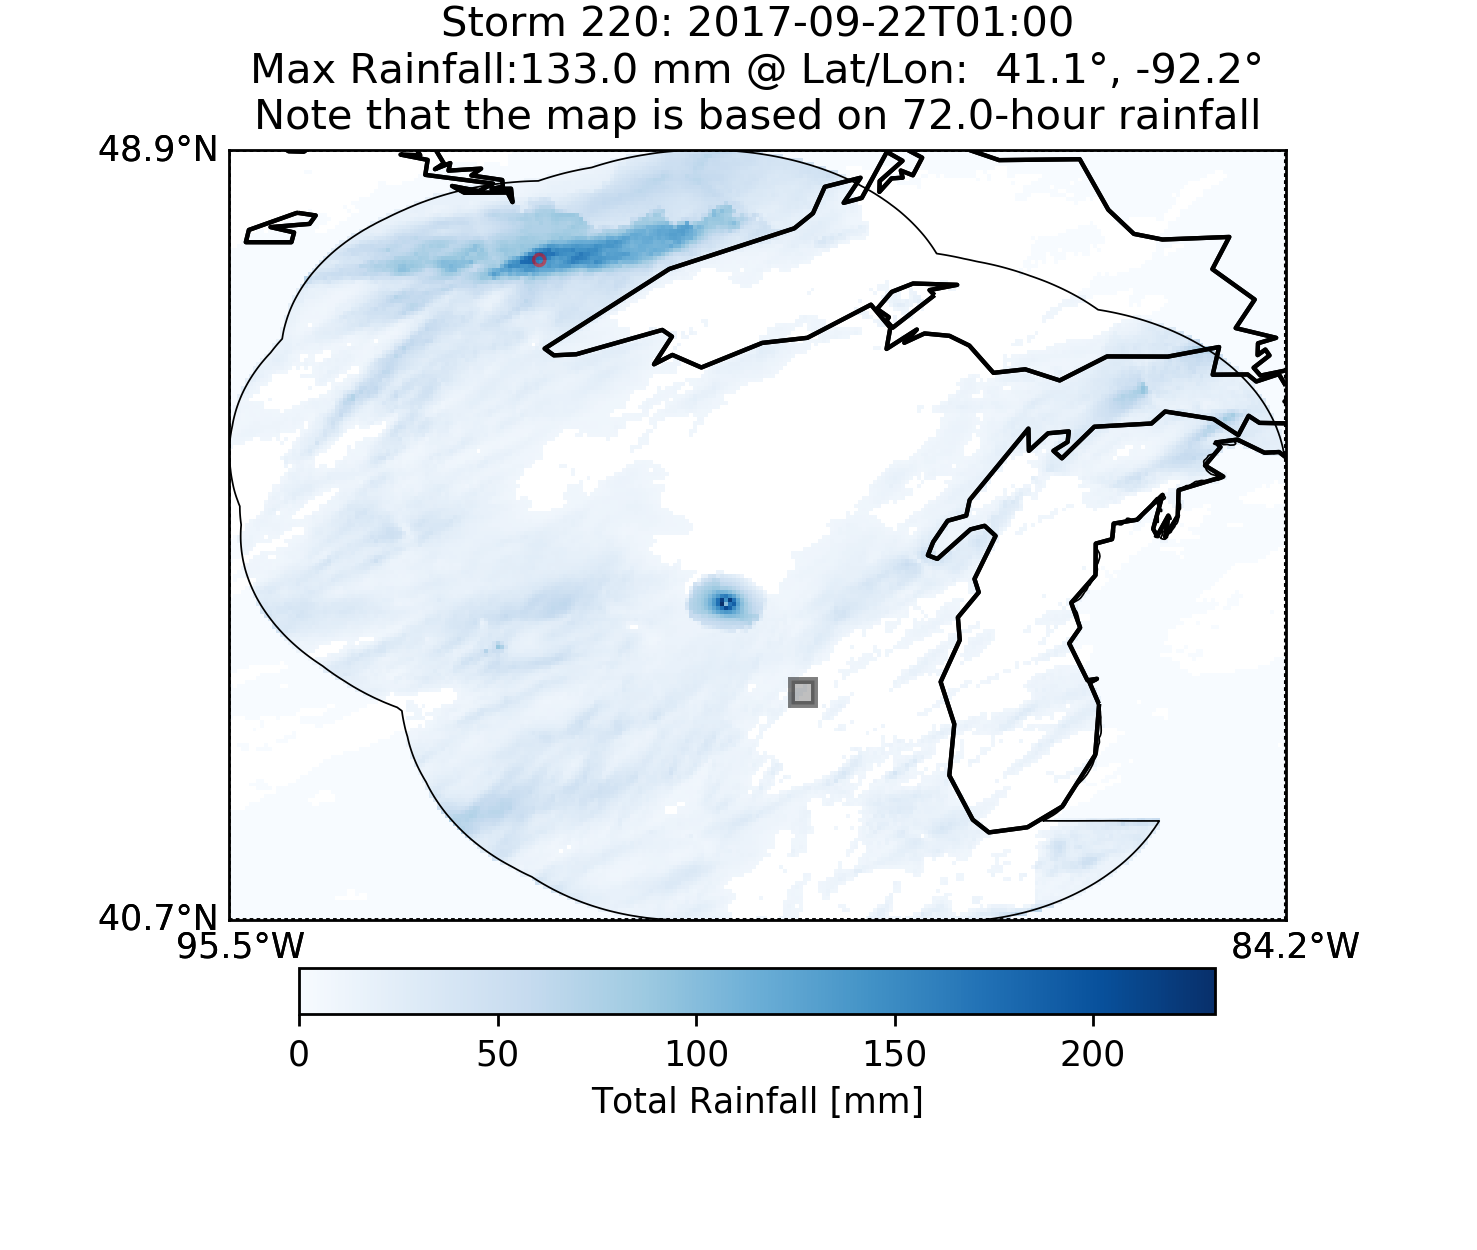 Storm 220: 2017-09-22T01:00
Max Rainfall:133.0 mm @ Lat/Lon:  41.1°, -92.2°
Note that the map is based on 72.0-hour rainfall
48.9°N
40.7°N
95.5°W
84.2°W
0
50
100
150
200
Total Rainfall [mm]